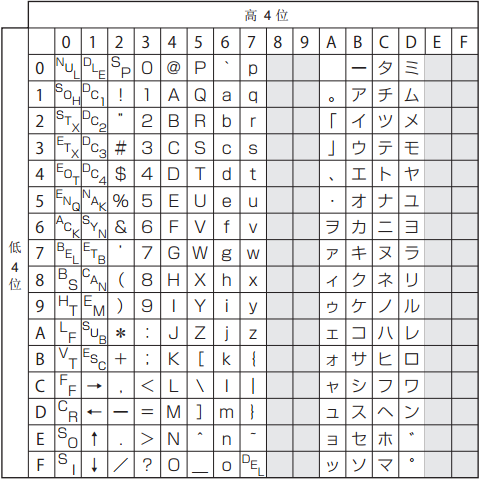 高 4 位
0 1 2 3 4 5 6 7 8 9 A B C D E F
低 4 位
0 NUL DLE SP 0 @ P ` p ー タ ミ
1 SOH DC1 ! 1 A Q a q 。 ア チ ム
2 STX DC2 " 2 B R b r 「 イ ツ メ
3 ETX DC3 # 3 C S c s 」 ウ テ モ
4 EOT DC4 $ 4 D T d t 、 エ ト ヤ
5 ENQ NAK % 5 E U e u ・ オ ナ ユ
6 ACK SYN & 6 F V f v ヲ カ ニ ヨ
7 BEL ETB ' 7 G W g w ァ キ ヌ ラ
8 BS CAN ( 8 H X h x ィ ク ネ リ
9 HT EM ) 9 I Y i y ゥ ケ ノ ル
A LF SUB * : J Z j z ェ コ ハ レ
B VT ESC + ; K [ k { ォ サ ヒ ロ
C FF → , < L \ l | ャ シ フ ワ
D CR ← − = M ] m } ュ ス ヘ ン
E SO ↑ . > N ^ n ~ ョ セ ホ ゛
F SI ↓ / ? O _ o DEL ッ ソ マ ゜